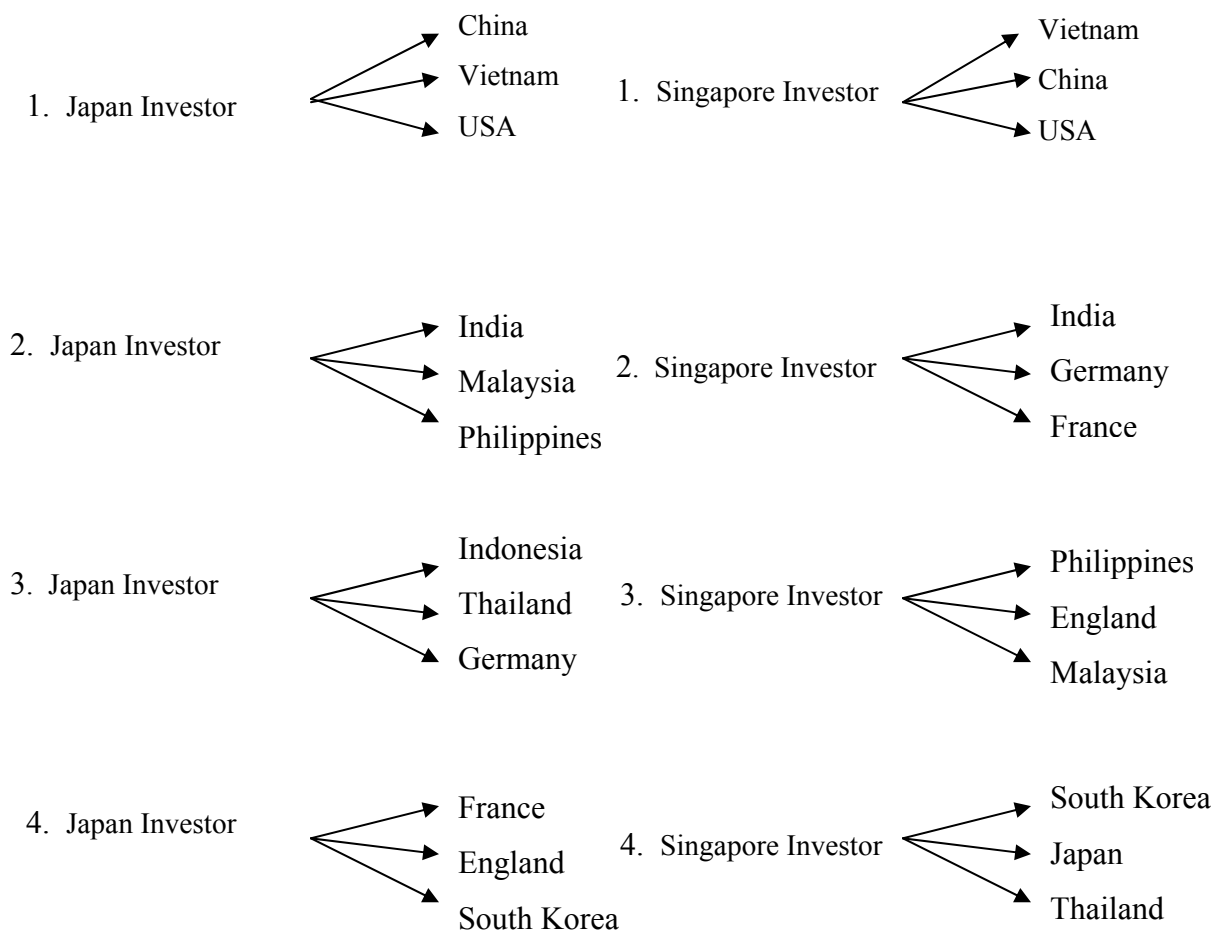 1. Japan Investor
China
Vietnam
USA
1. Singapore Investor
Vietnam
China
USA
2. Japan Investor
India
Malaysia
Philippines
2. Singapore Investor
India
Germany
France
3. Japan Investor
Indonesia
Thailand
Germany
3. Singapore Investor
Philippines
England
Malaysia
4. Japan Investor
France
England
South Korea
4. Singapore Investor
South Korea
Japan
Thailand